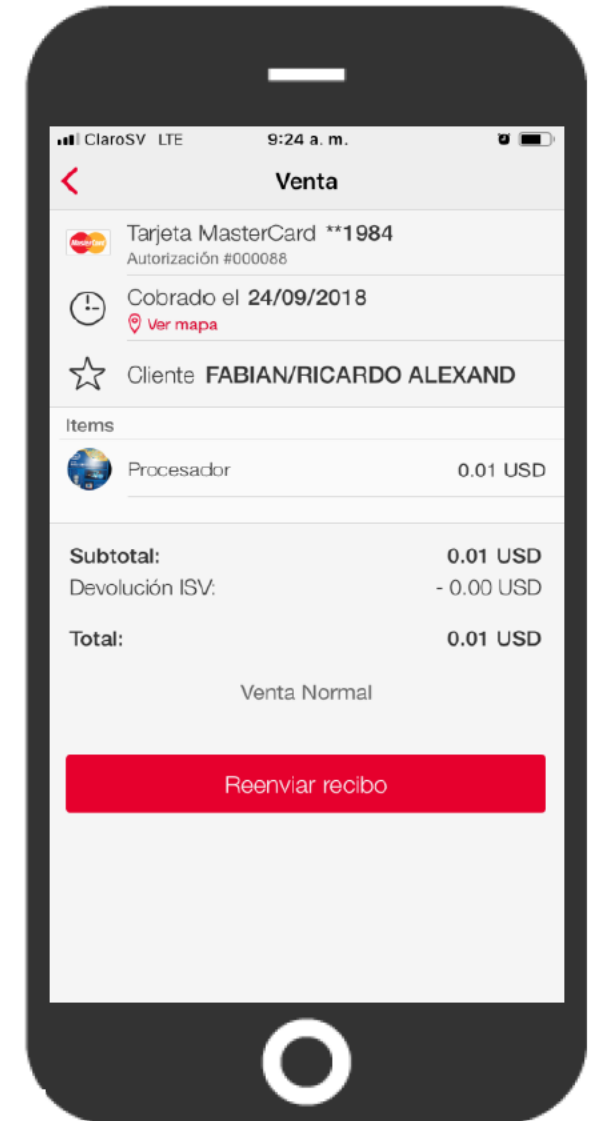 ClaroSV LTE 9:24 a. m.
Venta
MasterCard
Tarjeta MasterCard **1984
Autorización #000088
Cobrado el 24/09/2018
Ver mapa
Cliente FABIAN/RICARDO ALEXAND
Items
Procesador 0.01 USD
Subtotal: 0.01 USD
Devolución ISV: - 0.00 USD
Total: 0.01 USD
Venta Normal
Reenviar recibo